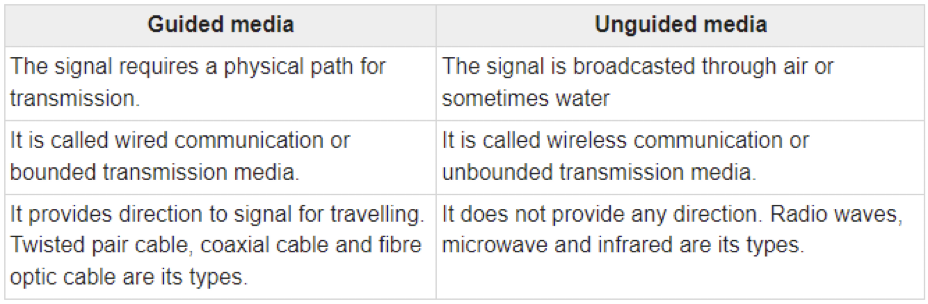 Guided media
Unguided media
The signal requires a physical path for
transmission.
The signal is broadcasted through air or
sometimes water
It is called wired communication or
bounded transmission media.
It is called wireless communication or
unbounded transmission media.
It provides direction to signal for travelling.
Twisted pair cable, coaxial cable and fibre
optic cable are its types.
It does not provide any direction. Radio waves,
microwave and infrared are its types.